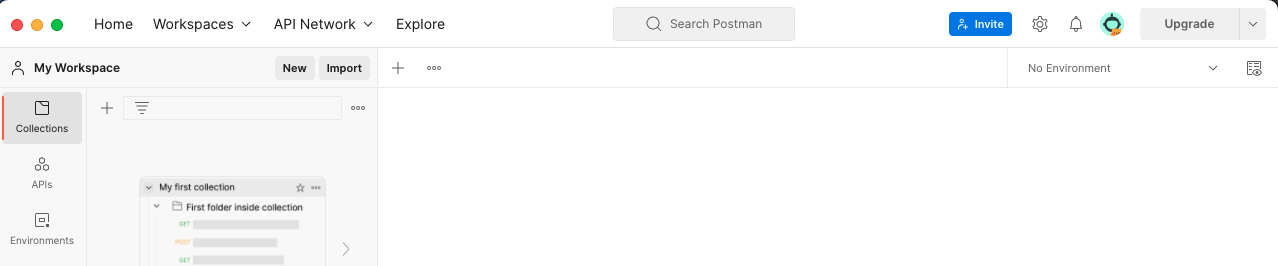 Home Workspaces API Network Explore Search Postman Invite Upgrade
My Workspace New Import No Environment
Collections
APIs
Environments
My first collection
First folder inside collection
GET
POST
GET